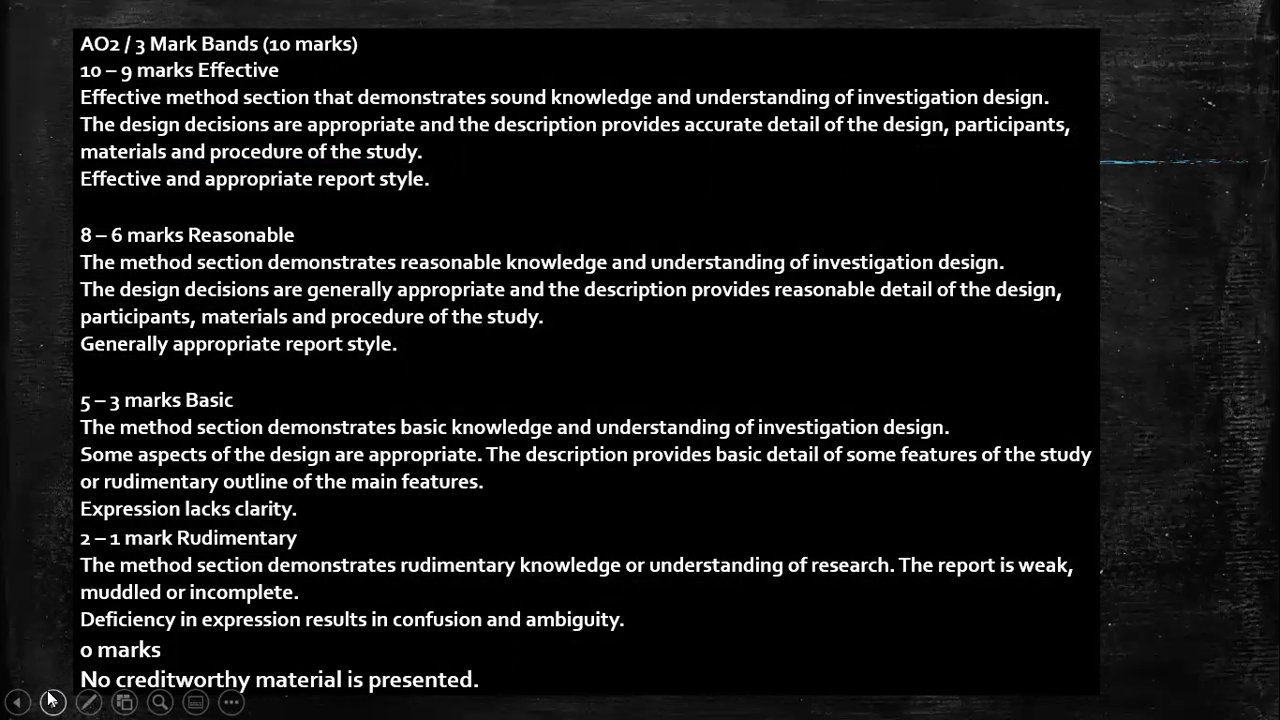 AO2 / 3 Mark Bands (10 marks)
10 – 9 marks Effective
Effective method section that demonstrates sound knowledge and understanding of investigation design.
The design decisions are appropriate and the description provides accurate detail of the design, participants,
materials and procedure of the study.
Effective and appropriate report style.
8 – 6 marks Reasonable
The method section demonstrates reasonable knowledge and understanding of investigation design.
The design decisions are generally appropriate and the description provides reasonable detail of the design,
participants, materials and procedure of the study.
Generally appropriate report style.
5 – 3 marks Basic
The method section demonstrates basic knowledge and understanding of investigation design.
Some aspects of the design are appropriate. The description provides basic detail of some features of the study
or rudimentary outline of the main features.
Expression lacks clarity.
2 – 1 mark Rudimentary
The method section demonstrates rudimentary knowledge or understanding of research. The report is weak,
muddled or incomplete.
Deficiency in expression results in confusion and ambiguity.
0 marks
No creditworthy material is presented.